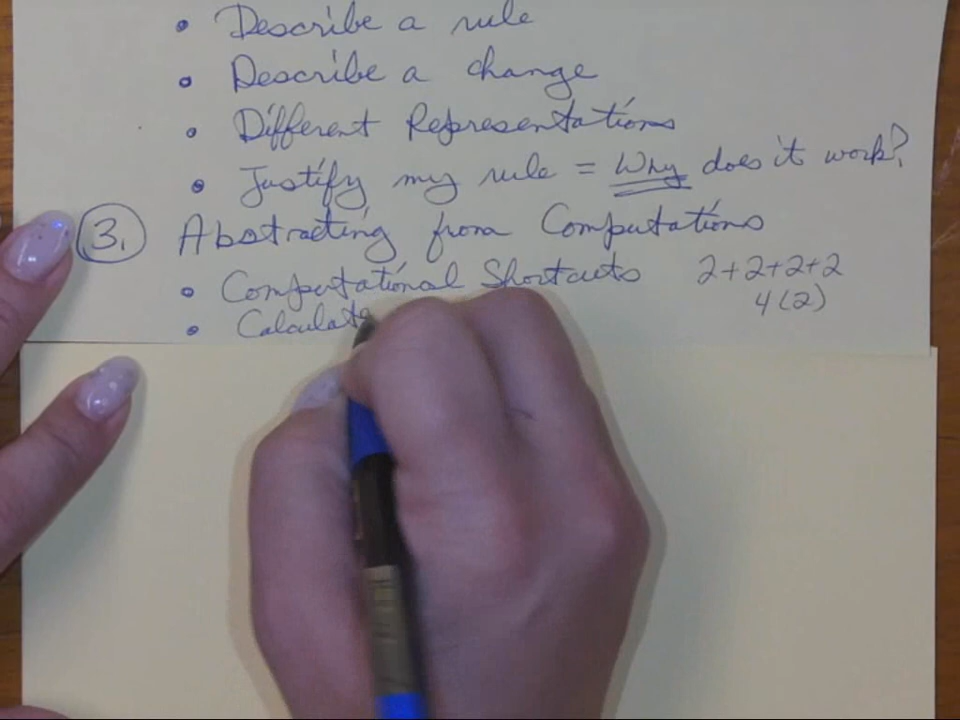 • Describe a rule
• Describe a change
• Different Representations
• Justify my rule = Why does it work?
3. Abstracting from Computations
• Computational Shortcuts 2+2+2+2
4(2)
• Calculate